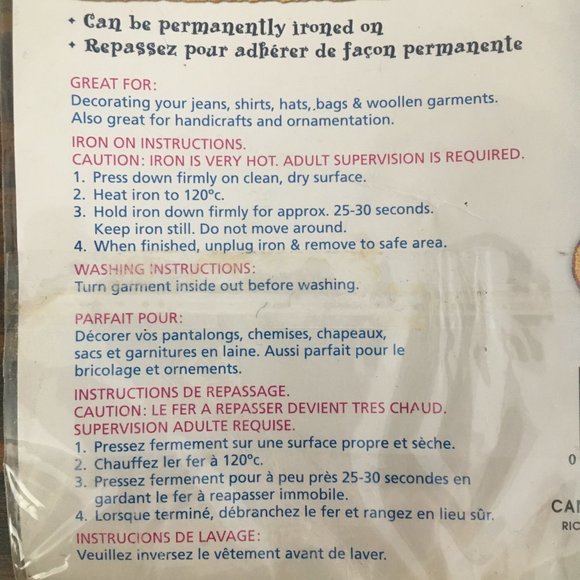 + Can be permanently ironed on
+ Repassez pour adhérer de façon permanente
GREAT FOR:
Decorating your jeans, shirts, hats, bags & woollen garments.
Also great for handicrafts and ornamentation.
IRON ON INSTRUCTIONS.
CAUTION: IRON IS VERY HOT. ADULT SUPERVISION IS REQUIRED.
1. Press down firmly on clean, dry surface.
2. Heat iron to 120ºc.
3. Hold iron down firmly for approx. 25-30 seconds.
Keep iron still. Do not move around.
4. When finished, unplug iron & remove to safe area.
WASHING INSTRUCTIONS:
Turn garment inside out before washing.
PARFAIT POUR:
Décorer vos pantalongs, chemises, chapeaux,
sacs et garnitures en laine. Aussi parfait pour le
bricolage et ornements.
INSTRUCTIONS DE REPASSAGE.
CAUTION: LE FER A REPASSER DEVIENT TRES CHAUD.
SUPERVISION ADULTE REQUISE.
1. Pressez fermement sur une surface propre et sèche.
2. Chauffez ler fer à 120ºc.
3. Pressez fermenent pour à peu près 25-30 secondes en
gardant le fer à reapasser immobile.
4. Lorsque terminé, débranchez le fer et rangez en lieu sûr.
INSTRUCIONS DE LAVAGE:
Veuillez inversez le vêtement avant de laver.
0
CAN
RIC